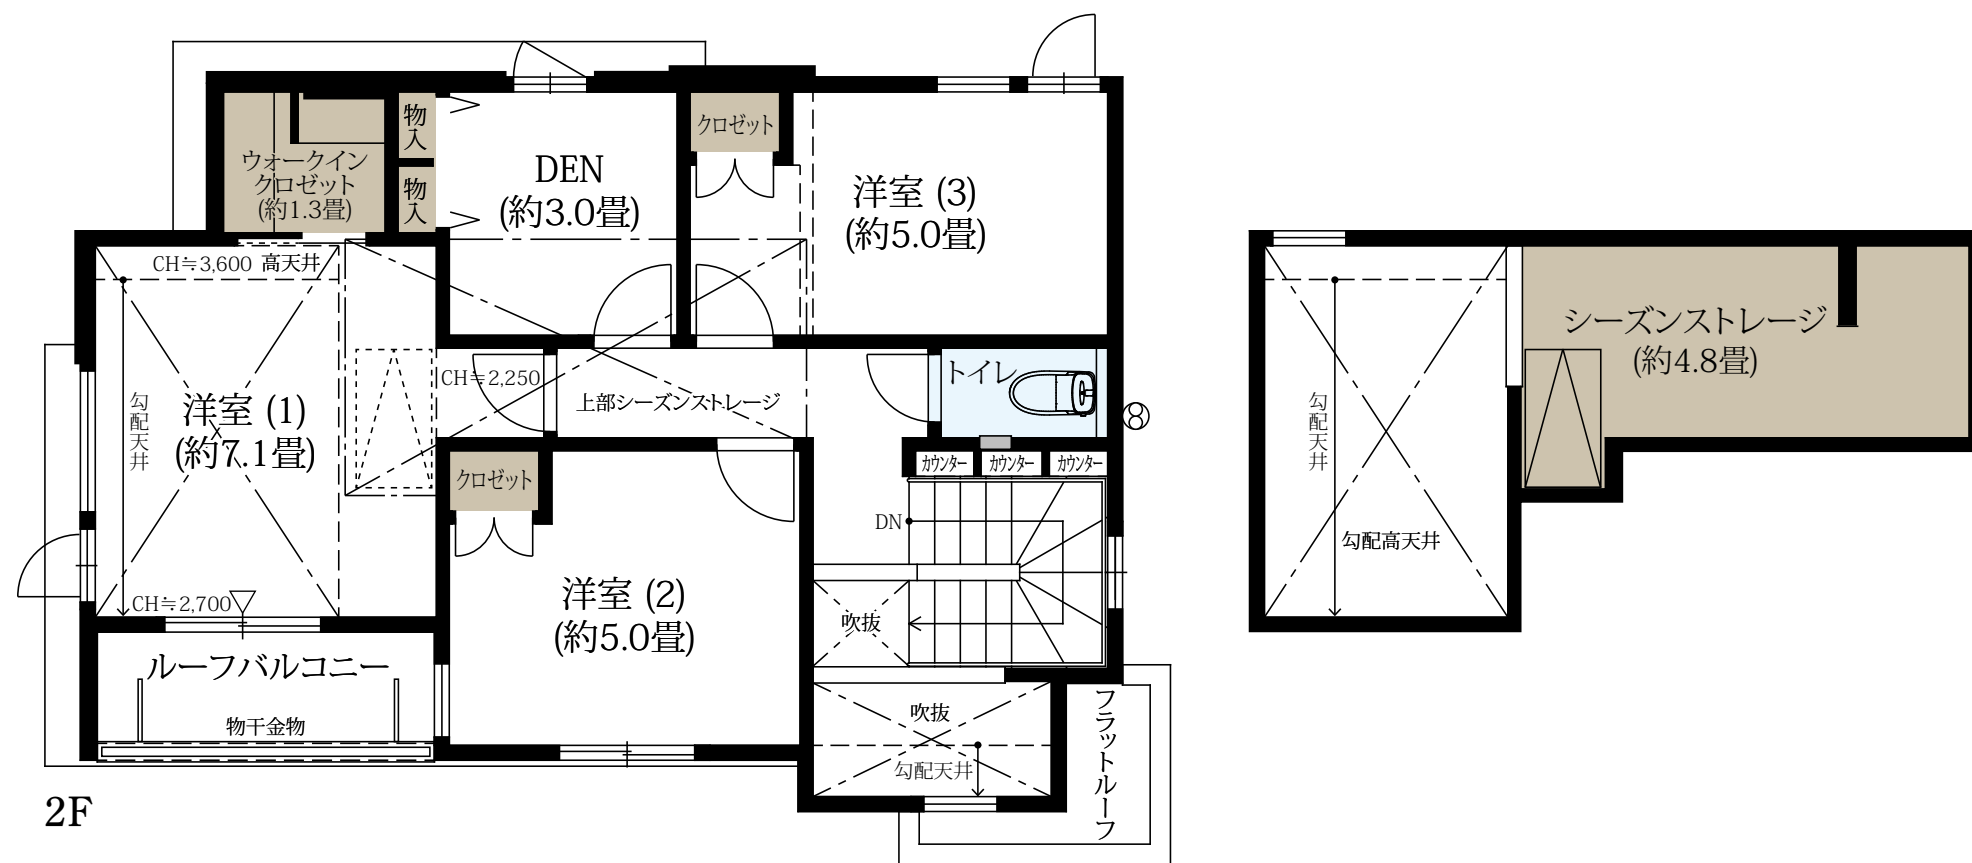 物入
物入
ウォークイン
クロゼット
(約1.3畳)
DEN
(約3.0畳)
クロゼット
洋室 (3)
(約5.0畳)
CH≒3,600 高天井
勾配天井
洋室 (1)
(約7.1畳)
CH≒2,250
上部シーズンストレージ
トイレ
カウンター
カウンター
カウンター
クロゼット
DN
CH≒2,700
洋室 (2)
(約5.0畳)
吹抜
ルーフバルコニー
物干金物
吹抜
勾配天井
フラットルーフ
2F
シーズンストレージ
(約4.8畳)
勾配天井
勾配高天井